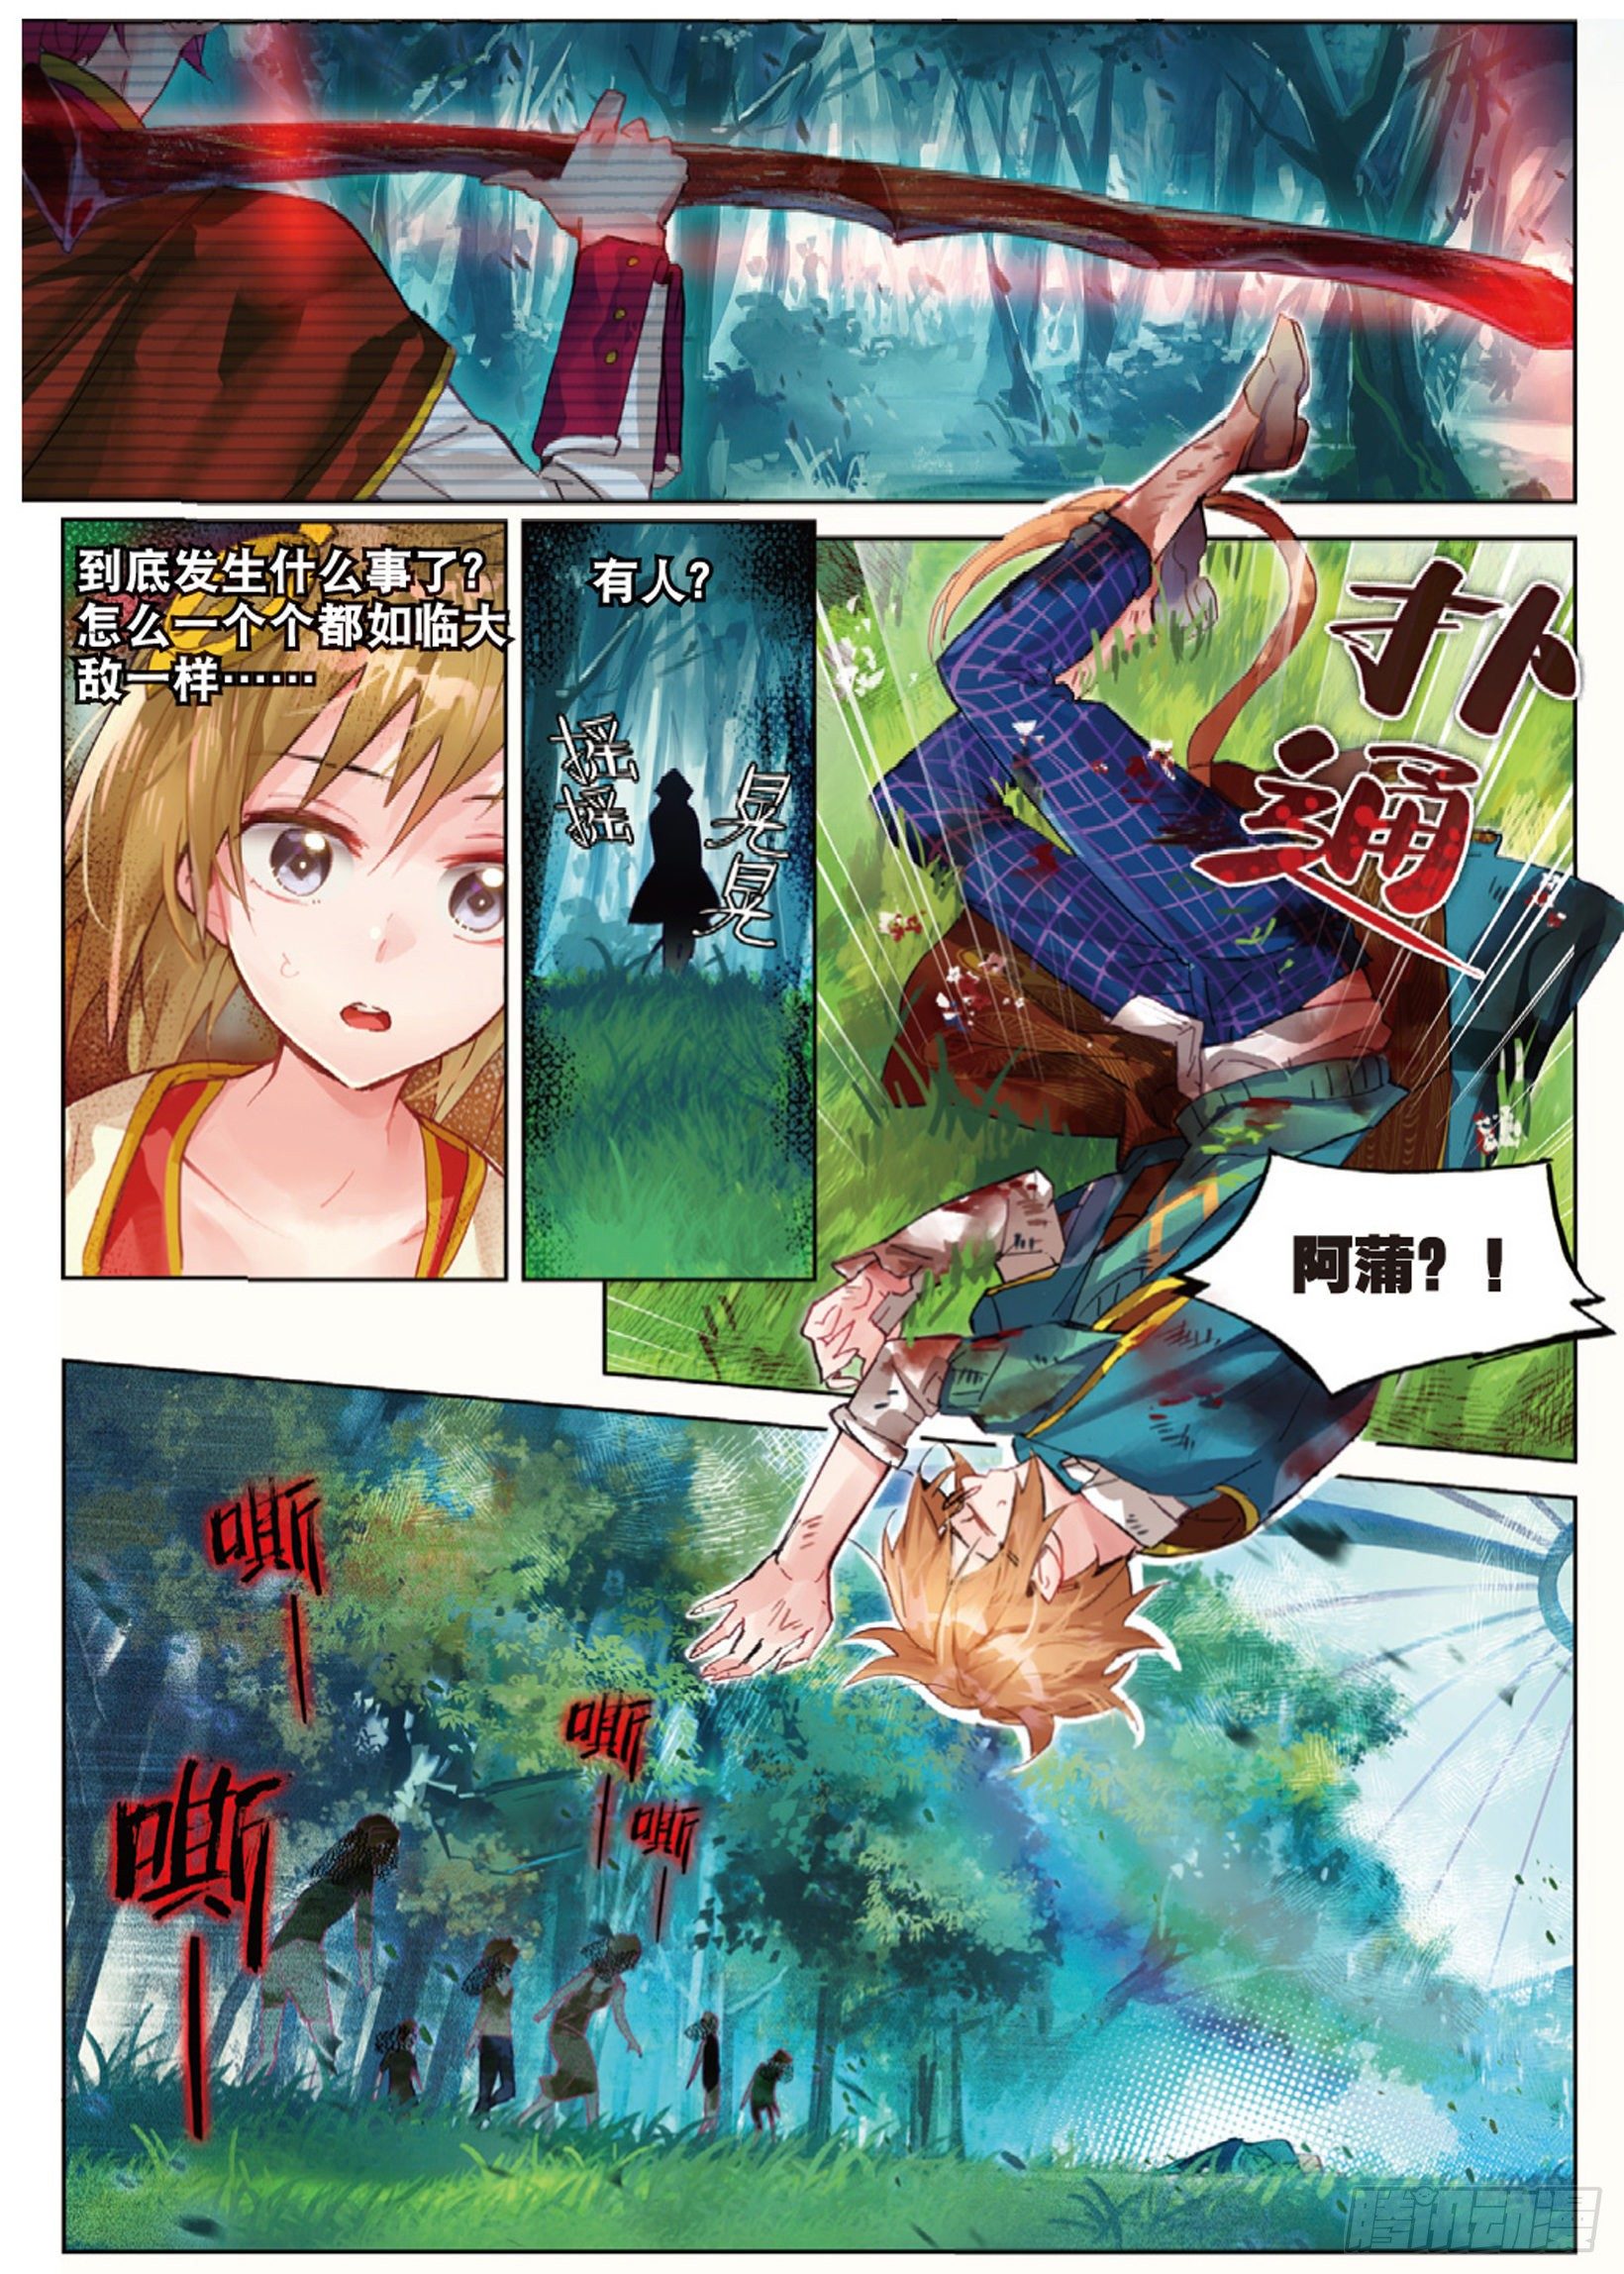 到底发生什么事了?
怎么一个个都如临大
敌一样……
有人?
摇
摇
晃
晃
扑
通
阿蒲?!
嘶
嘶
嘶
嘶
腾讯动漫